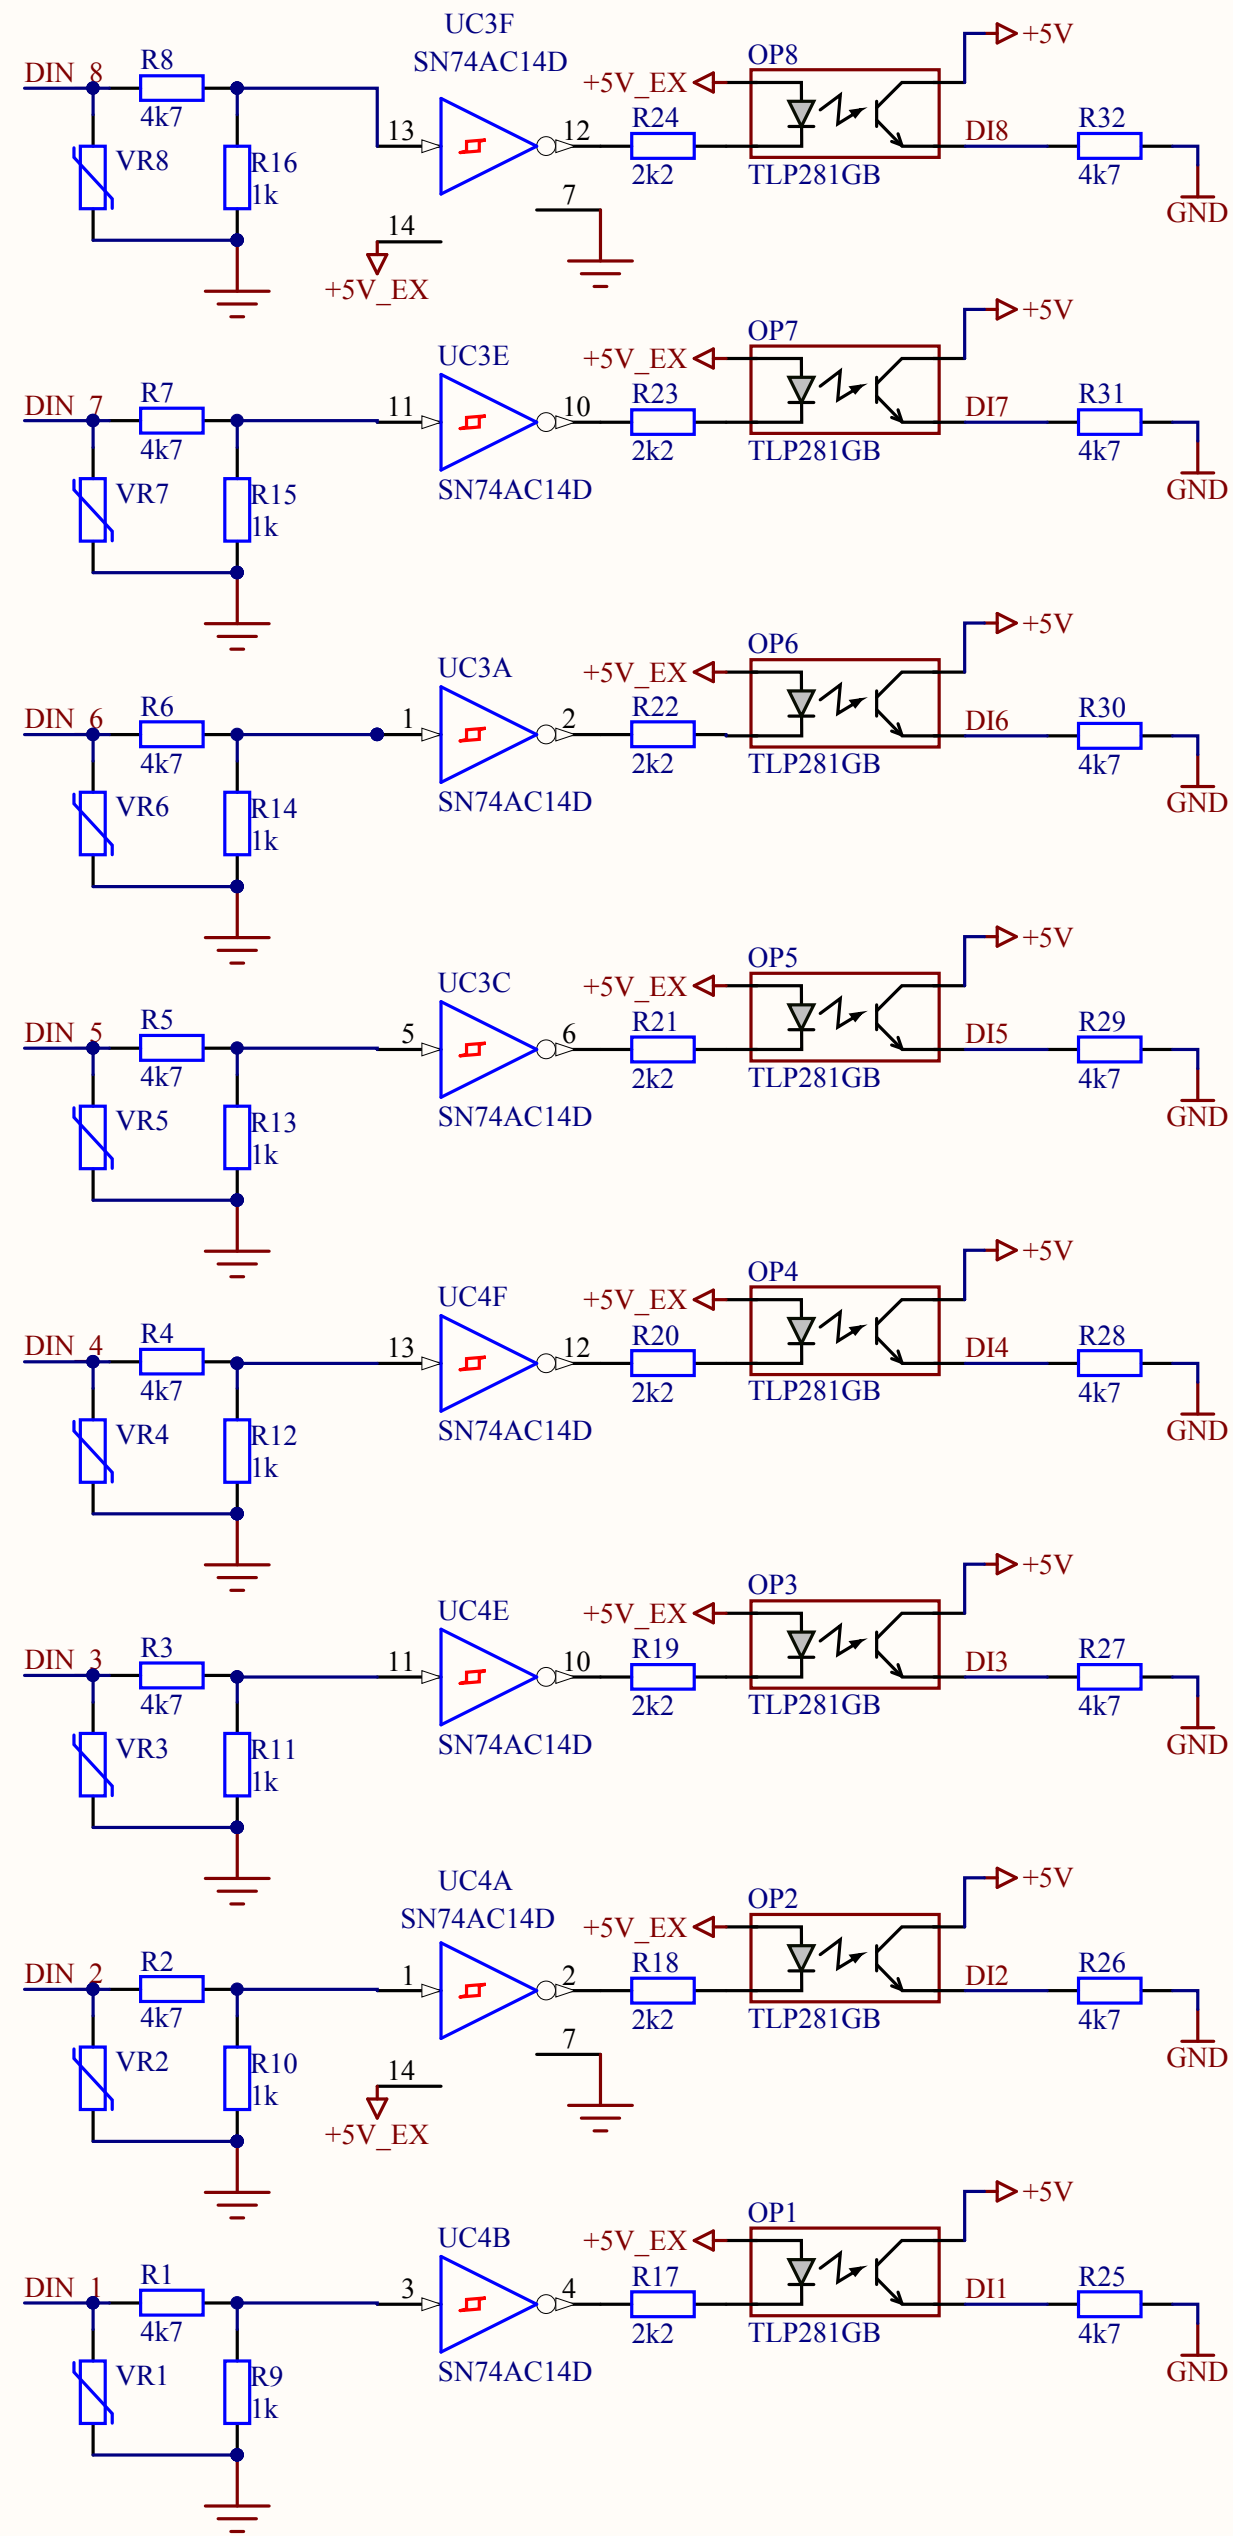 UC3F
SN74AC14D
+5V
DIN_8
R8
4k7
VR8
R16
1k
13
12
+5V_EX
R24
2k2
OP8
TLP281GB
DI8
R32
4k7
GND
7
14
+5V_EX
+5V
DIN_7
R7
4k7
VR7
R15
1k
UC3E
11
10
SN74AC14D
+5V_EX
R23
2k2
OP7
TLP281GB
DI7
R31
4k7
GND
+5V
DIN_6
R6
4k7
VR6
R14
1k
UC3A
1
2
SN74AC14D
+5V_EX
R22
2k2
OP6
TLP281GB
DI6
R30
4k7
GND
+5V
DIN_5
R5
4k7
VR5
R13
1k
UC3C
5
6
SN74AC14D
+5V_EX
R21
2k2
OP5
TLP281GB
DI5
R29
4k7
GND
+5V
DIN_4
R4
4k7
VR4
R12
1k
UC4F
13
12
SN74AC14D
+5V_EX
R20
2k2
OP4
TLP281GB
DI4
R28
4k7
GND
+5V
DIN_3
R3
4k7
VR3
R11
1k
UC4E
11
10
SN74AC14D
+5V_EX
R19
2k2
OP3
TLP281GB
DI3
R27
4k7
GND
+5V
DIN_2
R2
4k7
VR2
R10
1k
UC4A
SN74AC14D
1
2
+5V_EX
R18
2k2
OP2
TLP281GB
DI2
R26
4k7
GND
7
14
+5V_EX
+5V
DIN_1
R1
4k7
VR1
R9
1k
UC4B
3
4
SN74AC14D
+5V_EX
R17
2k2
OP1
TLP281GB
DI1
R25
4k7
GND